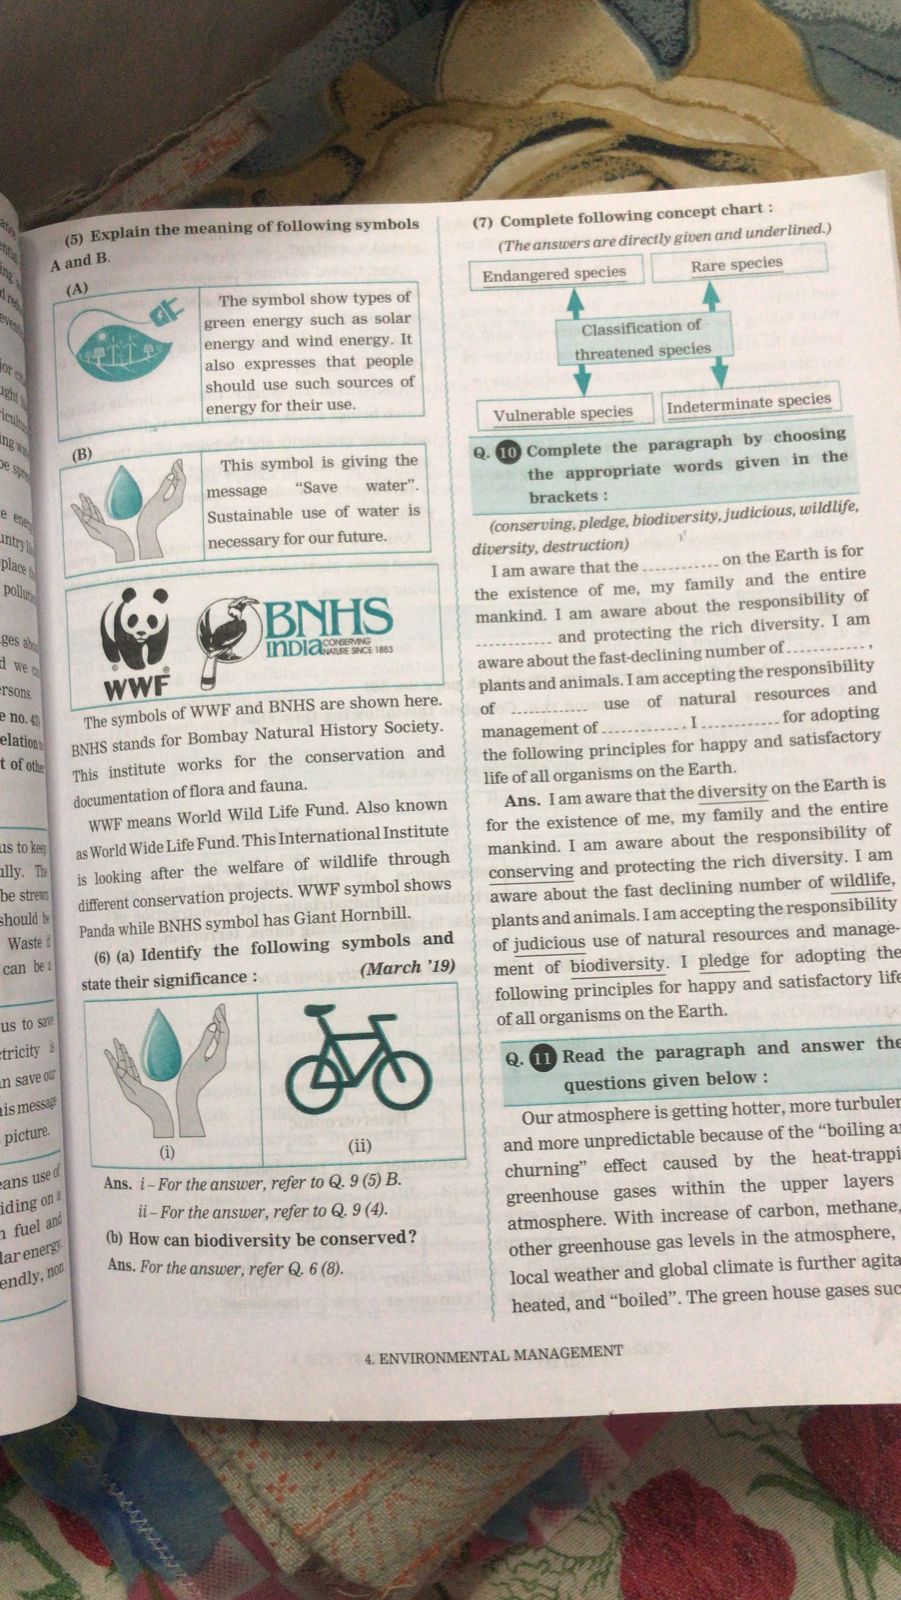 (5) Explain the meaning of following symbols
A and B.
(A)
The symbol show types of
green energy such as solar
energy and wind energy. It
also expresses that people
should use such sources of
energy for their use.
(B)
This symbol is giving the
message "Save water".
Sustainable use of water is
necessary for our future.
WWF
BNHS
INDIA CONSERVING
NATURE SINCE 1883
The symbols of WWF and BNHS are shown here.
BNHS stands for Bombay Natural History Society.
This institute works for the conservation and
documentation of flora and fauna.
WWF means World Wild Life Fund. Also known
as World Wide Life Fund. This International Institute
is looking after the welfare of wildlife through
different conservation projects. WWF symbol shows
Panda while BNHS symbol has Giant Hornbill.
(6) (a) Identify the following symbols and
state their significance : (March '19)
(i) (ii)
Ans. i – For the answer, refer to Q. 9 (5) B.
ii – For the answer, refer to Q. 9 (4).
(b) How can biodiversity be conserved?
Ans. For the answer, refer Q. 6 (8).
(7) Complete following concept chart :
(The answers are directly given and underlined.)
Endangered species Rare species
Classification of
threatened species
Vulnerable species Indeterminate species
Q. 10 Complete the paragraph by choosing
the appropriate words given in the
brackets :
(conserving, pledge, biodiversity, judicious, wildlife,
diversity, destruction)
I am aware that the ............ on the Earth is for
the existence of me, my family and the entire
mankind. I am aware about the responsibility of
............ and protecting the rich diversity. I am
aware about the fast-declining number of ............ ,
plants and animals. I am accepting the responsibility
of ............ use of natural resources and
management of ............ . I ............ for adopting
the following principles for happy and satisfactory
life of all organisms on the Earth.
Ans. I am aware that the diversity on the Earth is
for the existence of me, my family and the entire
mankind. I am aware about the responsibility of
conserving and protecting the rich diversity. I am
aware about the fast declining number of wildlife,
plants and animals. I am accepting the responsibility
of judicious use of natural resources and manage-
ment of biodiversity. I pledge for adopting the
following principles for happy and satisfactory life
of all organisms on the Earth.
Q. 11 Read the paragraph and answer the
questions given below :
Our atmosphere is getting hotter, more
and more unpredictable because of the "boiling
churning" effect caused by the
greenhouse gases within the upper layers
atmosphere. With increase of carbon, methane,
other greenhouse gas levels in the atmosphere,
local weather and global climate is further
heated, and "boiled". The green house gases
4. ENVIRONMENTAL MANAGEMENT